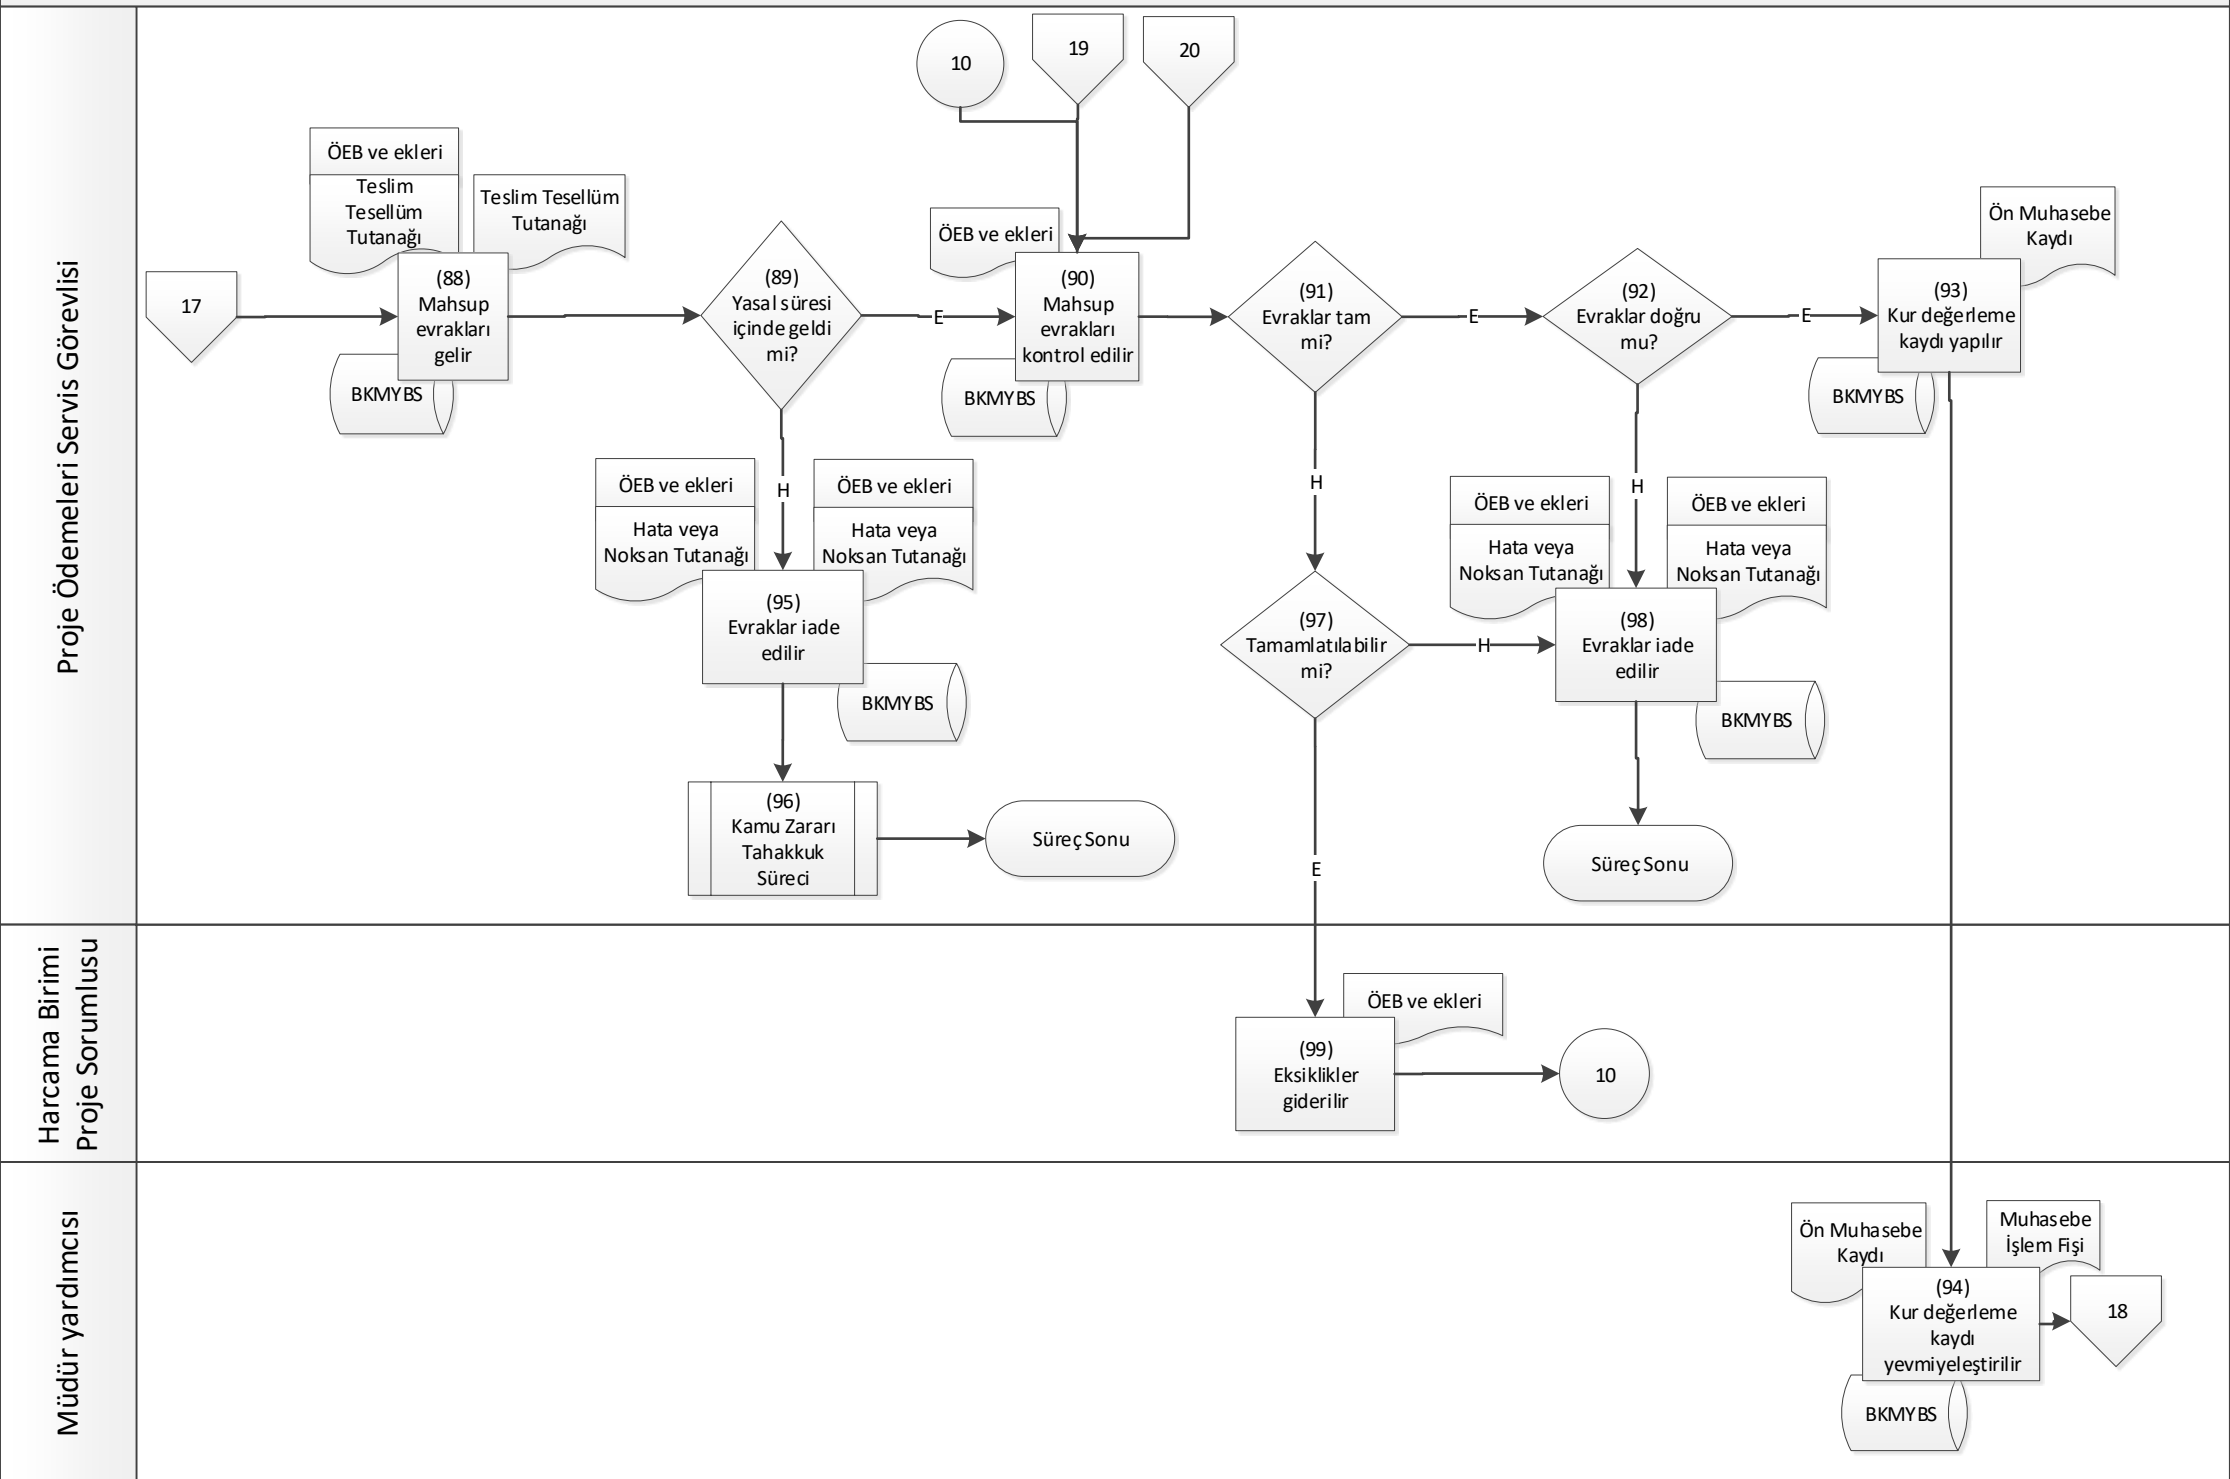 Proje Ödemeleri Servis Görevlisi
10
19
20
17
ÖEB ve ekleri
Teslim
Tesellüm
Tutanağı
Teslim Tesellüm
Tutanağı
(88)
Mahsup
evrakları
gelir
BKMYBS
(89)
Yasal süresi
içinde geldi
mi?
E
ÖEB ve ekleri
(90)
Mahsup
evrakları
kontrol edilir
BKMYBS
(91)
Evraklar tam
mi?
E
(92)
Evraklar doğru
mu?
E
Ön Muhasebe
Kaydı
(93)
Kur değerleme
kaydı yapılır
BKMYBS
H
ÖEB ve ekleri
Hata veya
Noksan Tutanağı
ÖEB ve ekleri
Hata veya
Noksan Tutanağı
(95)
Evraklar iade
edilir
BKMYBS
(96)
Kamu Zararı
Tahakkuk
Süreci
Süreç Sonu
H
(97)
Tamamlatılabilir
mi?
H
H
ÖEB ve ekleri
Hata veya
Noksan Tutanağı
ÖEB ve ekleri
Hata veya
Noksan Tutanağı
(98)
Evraklar iade
edilir
BKMYBS
Süreç Sonu
E
Harcama Birimi
Proje Sorumlusu
ÖEB ve ekleri
(99)
Eksiklikler
giderilir
10
Müdür yardımcısı
Ön Muhasebe
Kaydı
Muhasebe
İşlem Fişi
(94)
Kur değerleme
kaydı
yevmiyeleştirilir
18
BKMYBS